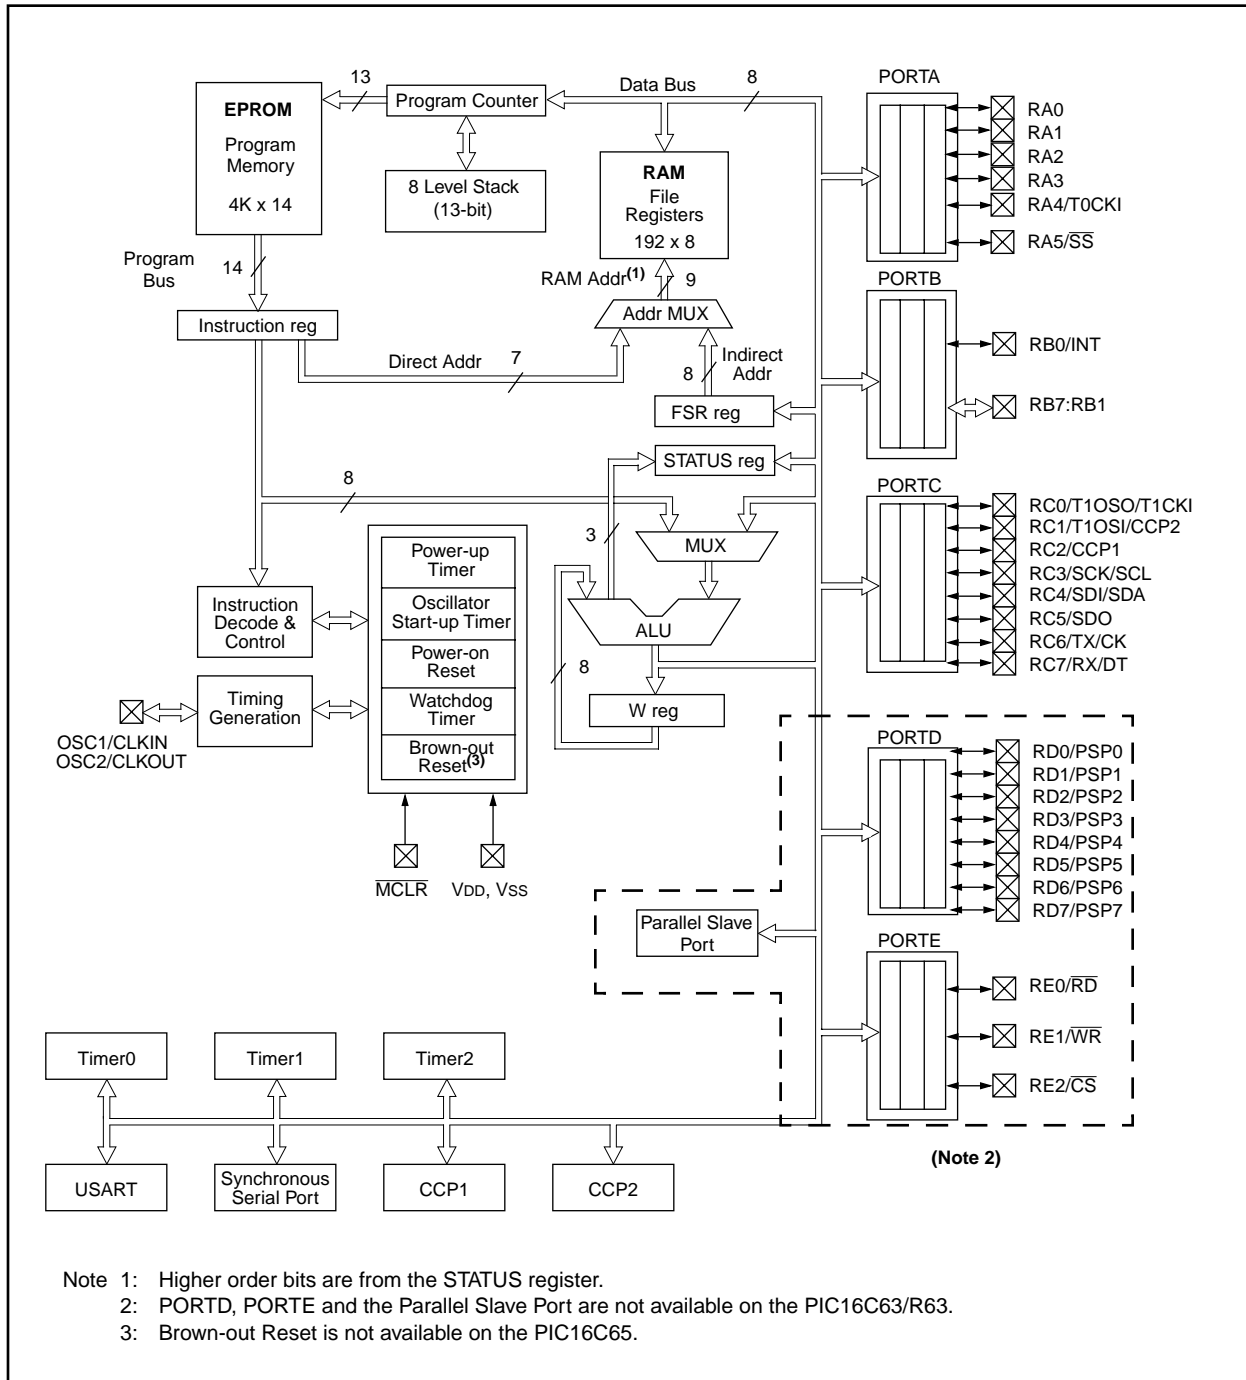 EPROM
Program
Memory
4K x 14
13
Program Counter
Data Bus
8
8 Level Stack
(13-bit)
RAM
File
Registers
192 x 8
RAM Addr(1)
9
Program
Bus
14
Instruction reg
Addr MUX
Direct Addr
7
8
Indirect
Addr
FSR reg
STATUS reg
8
3
MUX
ALU
8
W reg
Power-up
Timer
Oscillator
Start-up Timer
Power-on
Reset
Watchdog
Timer
Brown-out
Reset(3)
Instruction
Decode &
Control
Timing
Generation
OSC1/CLKIN
OSC2/CLKOUT
M̅C̅L̅R̅
VDD, VSS
PORTA
RA0
RA1
RA2
RA3
RA4/T0CKI
RA5/S̅S̅
PORTB
RB0/INT
RB7:RB1
PORTC
RC0/T1OSO/T1CKI
RC1/T1OSI/CCP2
RC2/CCP1
RC3/SCK/SCL
RC4/SDI/SDA
RC5/SDO
RC6/TX/CK
RC7/RX/DT
PORTD
RD0/PSP0
RD1/PSP1
RD2/PSP2
RD3/PSP3
RD4/PSP4
RD5/PSP5
RD6/PSP6
RD7/PSP7
Parallel Slave
Port
PORTE
RE0/R̅D̅
RE1/W̅R̅
RE2/C̅S̅
(Note 2)
Timer0
Timer1
Timer2
USART
Synchronous
Serial Port
CCP1
CCP2
Note 1: Higher order bits are from the STATUS register.
2: PORTD, PORTE and the Parallel Slave Port are not available on the PIC16C63/R63.
3: Brown-out Reset is not available on the PIC16C65.